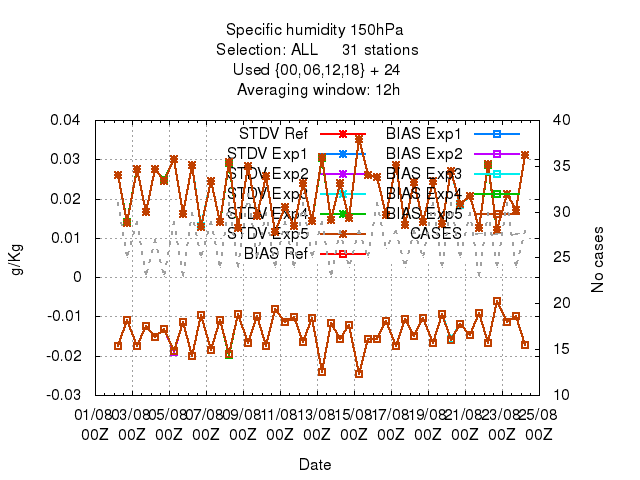 Specific humidity 150hPa
Selection: ALL 31 stations
Used {00,06,12,18} + 24
Averaging window: 12h
0.04 40
STDV Ref BIAS Exp1
0.03 STDV Exp1 BIAS Exp2 35
STDV Exp2 BIAS Exp3
0.02 STDV Exp3 BIAS Exp4 30
STDV Exp4 BIAS Exp5
0.01 STDV Exp5 CASES 25
BIAS Ref
0
-0.01 20
-0.02 15
-0.03 10
g/Kg
No cases
01/08 03/08 05/08 07/08 09/08 11/08 13/08 15/08 17/08 19/08 21/08 23/08 25/08
00Z 00Z 00Z 00Z 00Z 00Z 00Z 00Z 00Z 00Z 00Z 00Z 00Z
Date